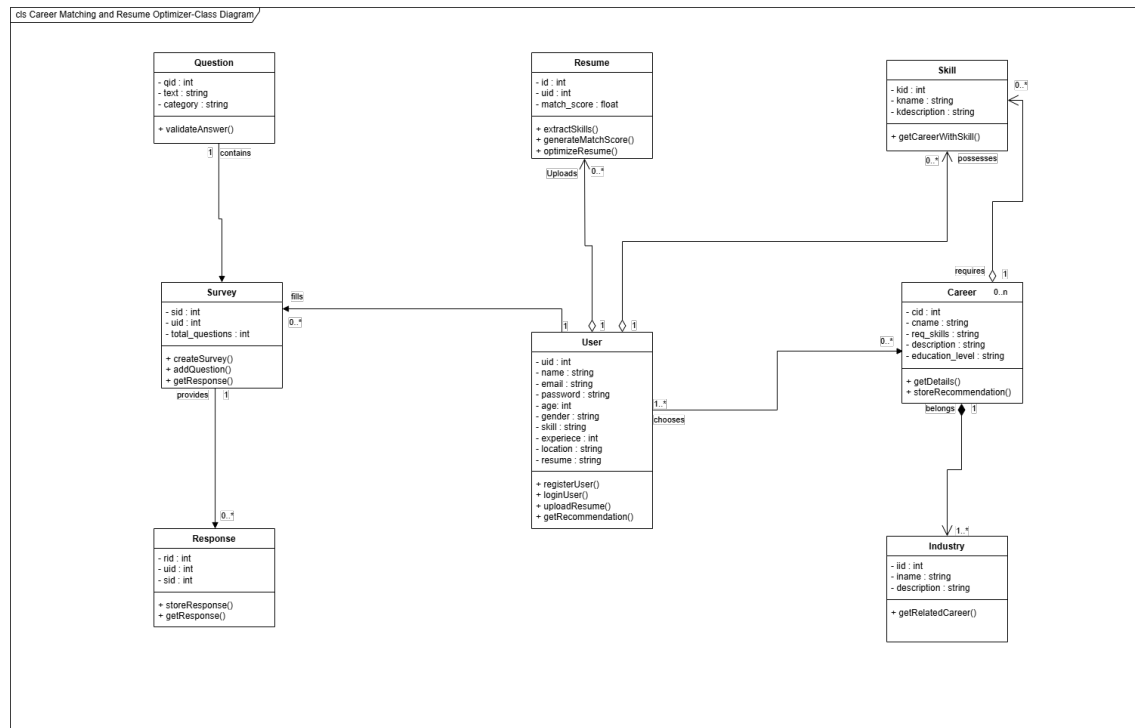 cls Career Matching and Resume Optimizer-Class Diagram
Question
- qid : int
- text : string
- category : string
+ validateAnswer()
1
contains
Resume
- id : int
- uid : int
- match_score : float
+ extractSkills()
+ generateMatchScore()
+ optimizeResume()
Uploads
0..*
Skill
- kid : int
- kname : string
- kdescription : string
+ getCareerWithSkill()
0..*
0..*
possesses
Survey
- sid : int
- uid : int
- total_questions : int
+ createSurvey()
+ addQuestion()
+ getResponse()
provides
1
fills
0..*
1
1
1
User
- uid : int
- name : string
- email : string
- password : string
- age: int
- gender : string
- skill : string
- experiece : int
- location : string
- resume : string
+ registerUser()
+ loginUser()
+ uploadResume()
+ getRecommendation()
1..*
chooses
0..*
requires
1
Career
0..n
- cid : int
- cname : string
- req_skills : string
- description : string
- education_level : string
+ getDetails()
+ storeRecommendation()
belongs
1
0..*
Response
- rid : int
- uid : int
- sid : int
+ storeResponse()
+ getResponse()
1..*
Industry
- iid : int
- iname : string
- description : string
+ getRelatedCareer()